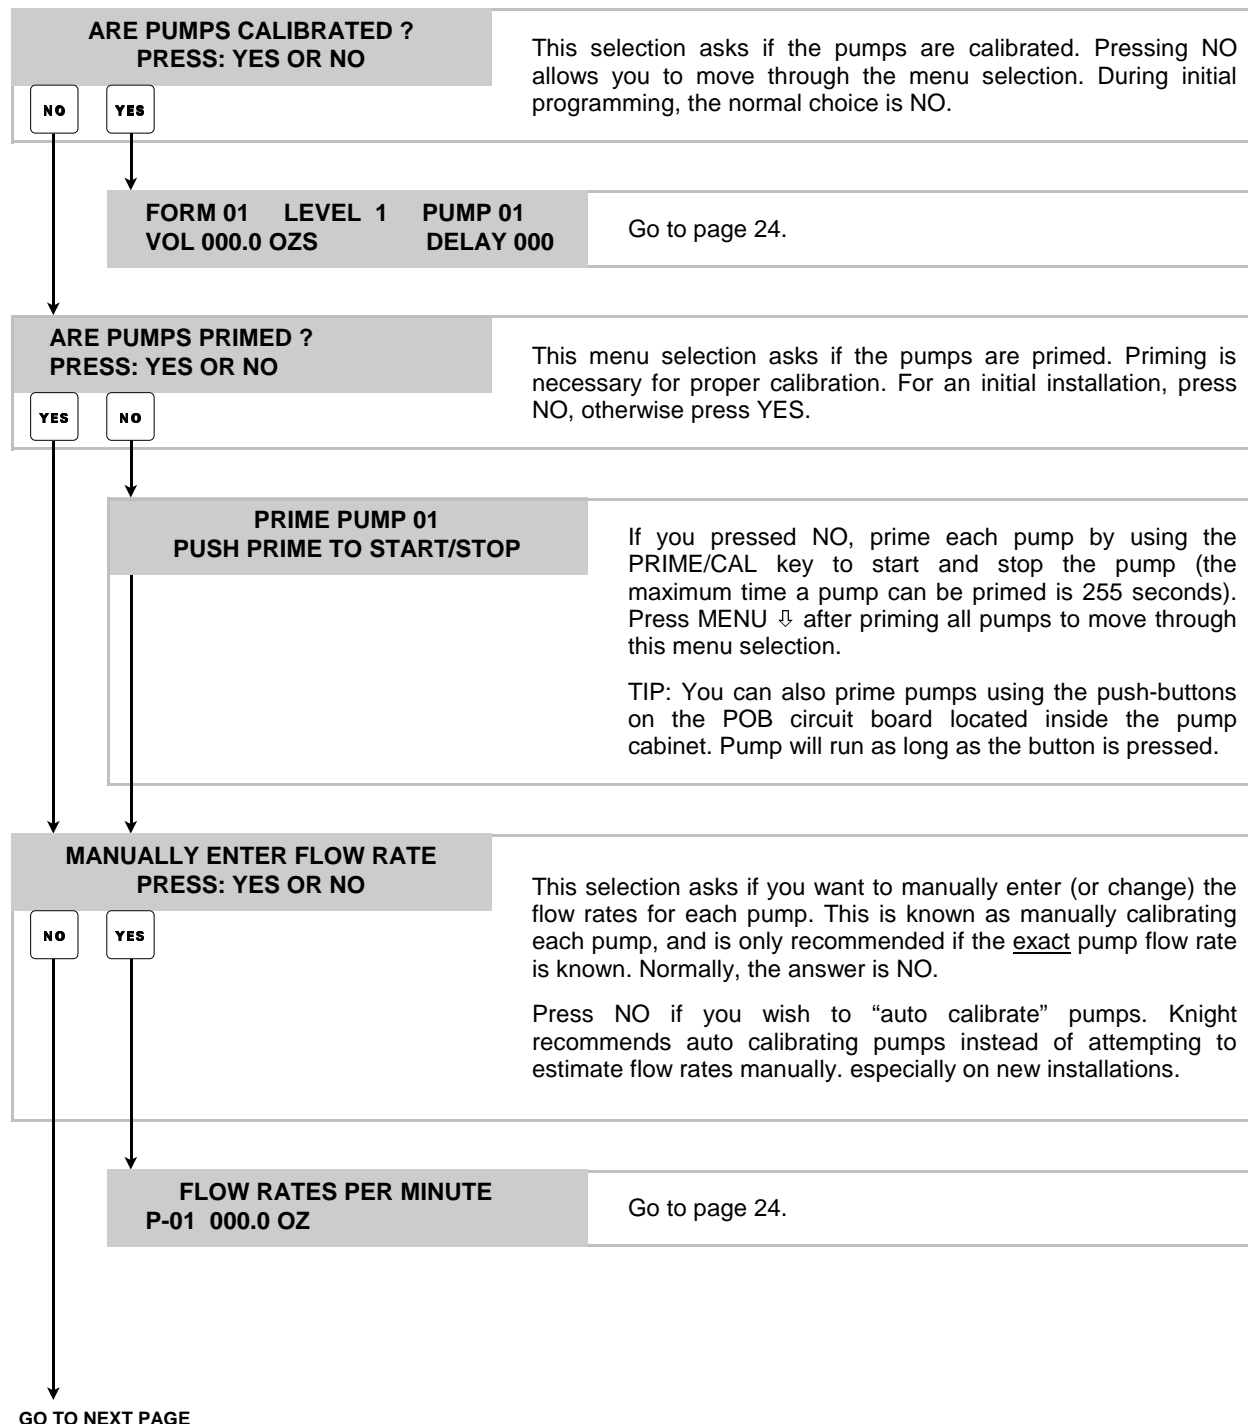 ARE PUMPS CALIBRATED ?
PRESS: YES OR NO
NO
YES
This selection asks if the pumps are calibrated. Pressing NO
allows you to move through the menu selection. During initial
programming, the normal choice is NO.
FORM 01 LEVEL 1 PUMP 01
VOL 000.0 OZS DELAY 000
Go to page 24.
ARE PUMPS PRIMED ?
PRESS: YES OR NO
YES
NO
This menu selection asks if the pumps are primed. Priming is
necessary for proper calibration. For an initial installation, press
NO, otherwise press YES.
PRIME PUMP 01
PUSH PRIME TO START/STOP
If you pressed NO, prime each pump by using the
PRIME/CAL key to start and stop the pump (the
maximum time a pump can be primed is 255 seconds).
Press MENU ⇩ after priming all pumps to move through
this menu selection.
TIP: You can also prime pumps using the push-buttons
on the POB circuit board located inside the pump
cabinet. Pump will run as long as the button is pressed.
MANUALLY ENTER FLOW RATE
PRESS: YES OR NO
NO
YES
This selection asks if you want to manually enter (or change) the
flow rates for each pump. This is known as manually calibrating
each pump, and is only recommended if the exact pump flow rate
is known. Normally, the answer is NO.
Press NO if you wish to “auto calibrate” pumps. Knight
recommends auto calibrating pumps instead of attempting to
estimate flow rates manually. especially on new installations.
FLOW RATES PER MINUTE
P-01 000.0 OZ
Go to page 24.
GO TO NEXT PAGE